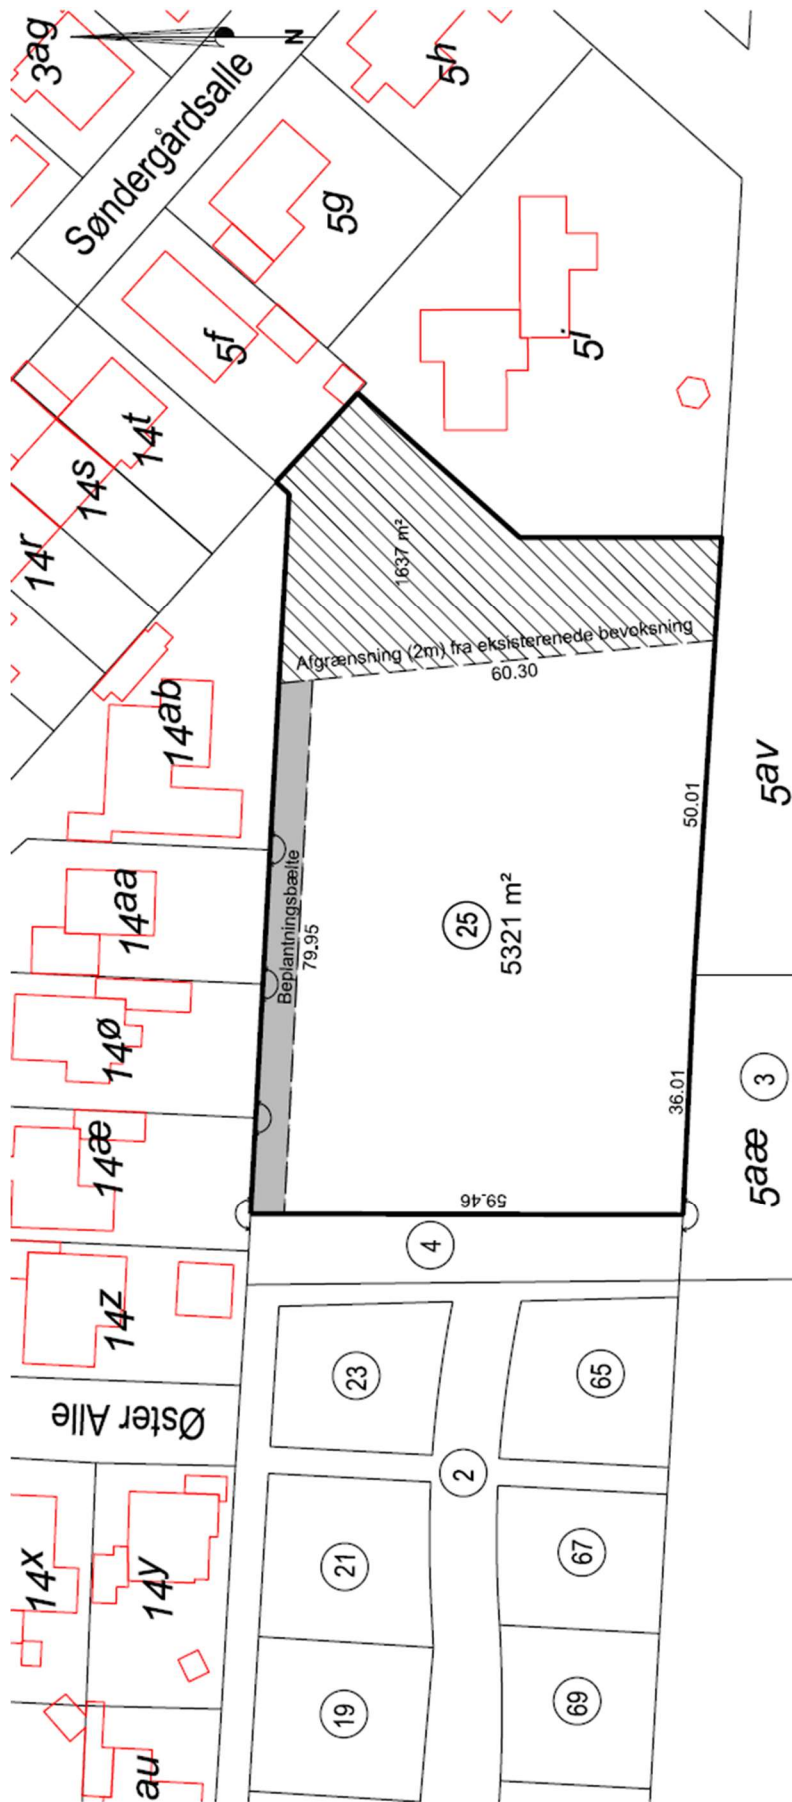 3ag
N
Søndergårdsalle
5h
5g
5f
5i
14t
14s
14r
1637 m²
Afgrænsning (2m) fra eksisterenede bevoksning
60.30
14ab
5av
50.01
14aa
Beplantningsbælte
79.95
25
5321 m²
14ø
36.01
3
5aæ
14æ
59.46
4
14z
23
65
Øster Alle
2
14x
14y
21
67
19
69
au